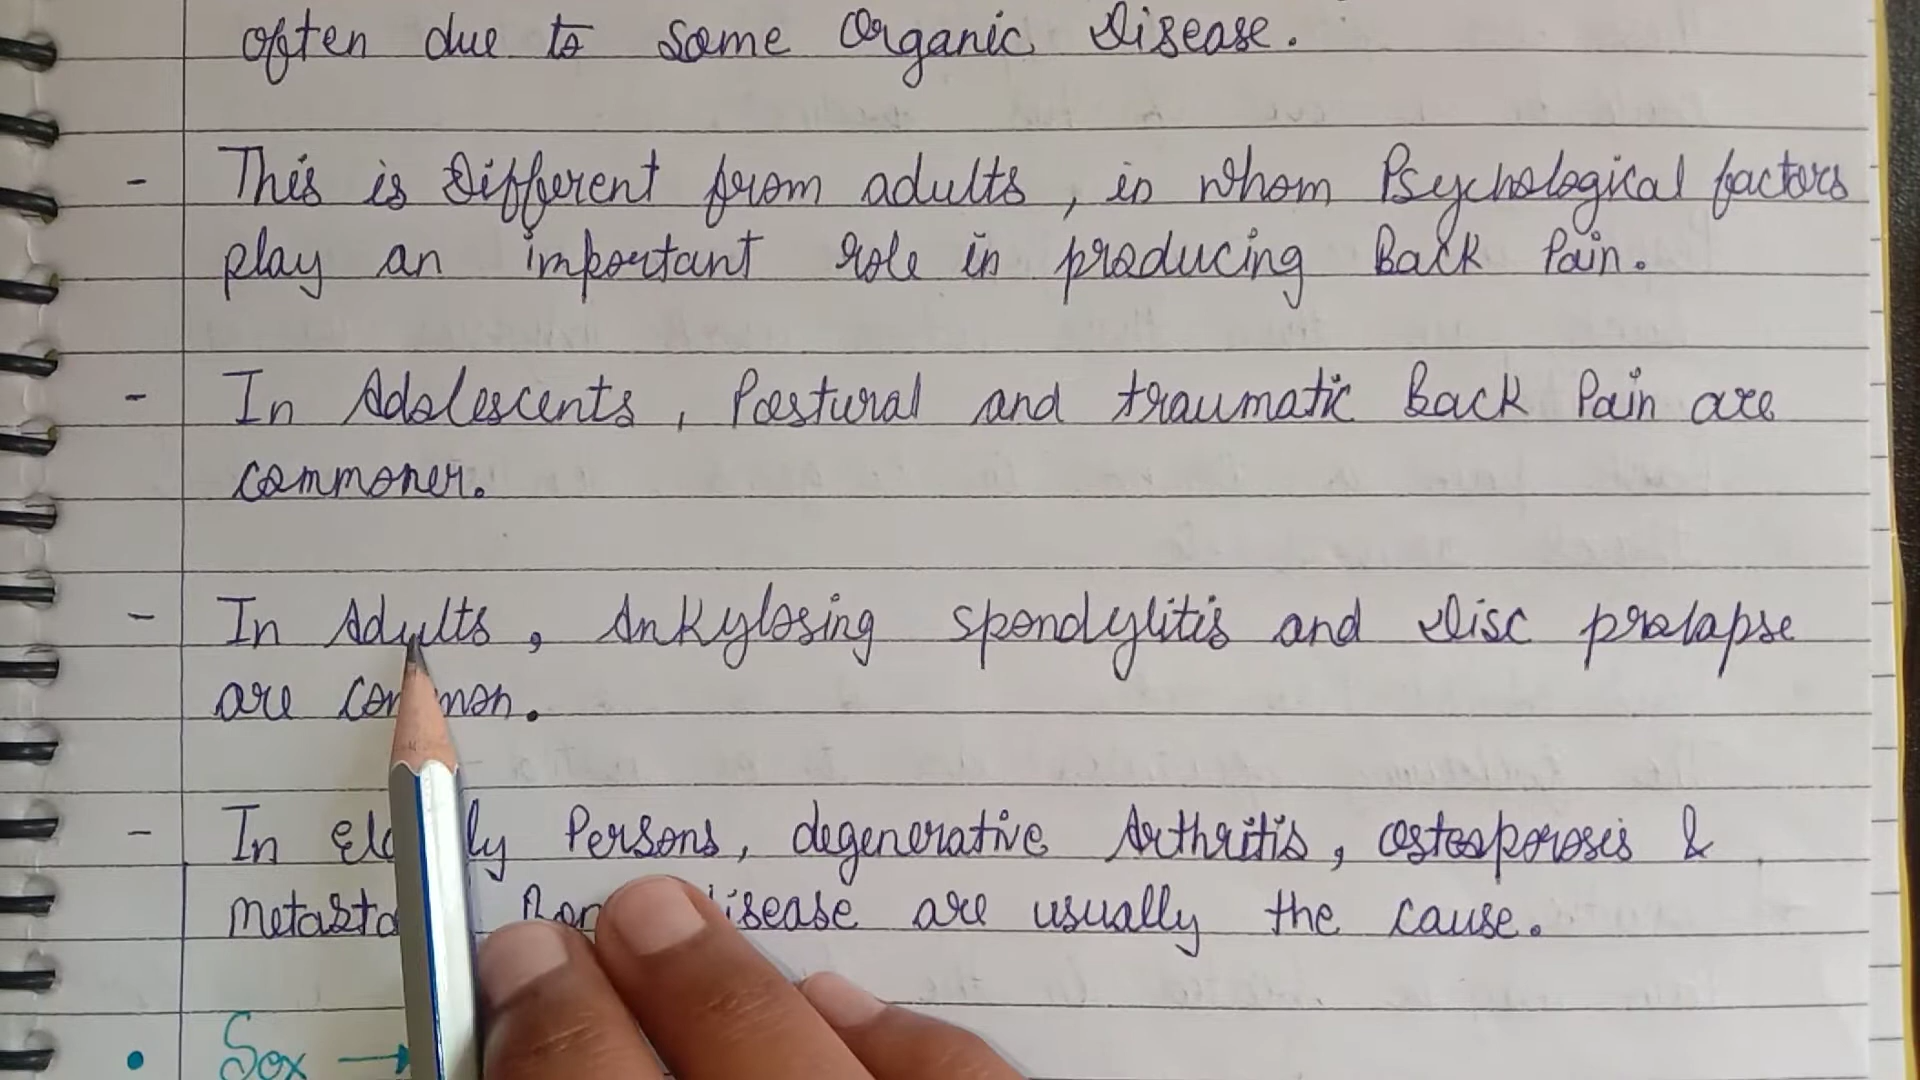 often due to some Organic Disease.
- This is Different from adults, in whom Psychological factors
play an important role in producing Back Pain.
- In Adolescents, Postural and traumatic Back Pain are
commoner.
- In Adults, Ankylosing spondylitis and Disc prolapse
are common.
- In Persons, degenerative Arthritis, osteoporosis &
are usually the cause.
• Sex →